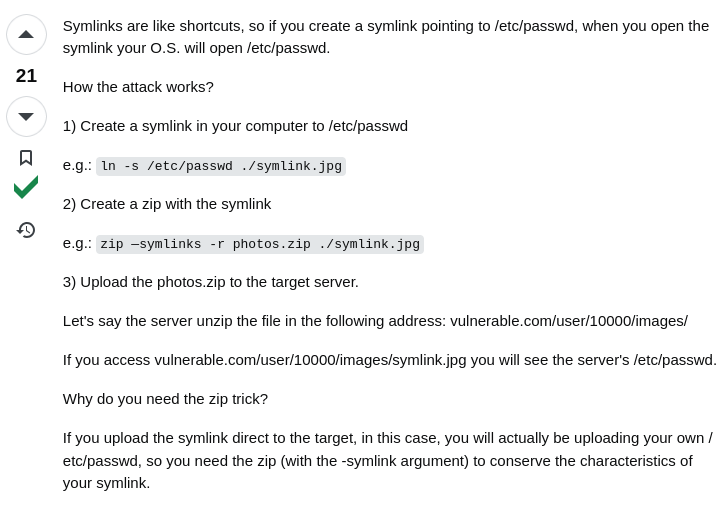 Symlinks are like shortcuts, so if you create a symlink pointing to /etc/passwd, when you open the
symlink your O.S. will open /etc/passwd.
21
How the attack works?
1) Create a symlink in your computer to /etc/passwd
e.g.: ln -s /etc/passwd ./symlink.jpg
2) Create a zip with the symlink
e.g.: zip –symlinks -r photos.zip ./symlink.jpg
3) Upload the photos.zip to the target server.
Let's say the server unzip the file in the following address: vulnerable.com/user/10000/images/
If you access vulnerable.com/user/10000/images/symlink.jpg you will see the server's /etc/passwd.
Why do you need the zip trick?
If you upload the symlink direct to the target, in this case, you will actually be uploading your own /
etc/passwd, so you need the zip (with the -symlink argument) to conserve the characteristics of
your symlink.